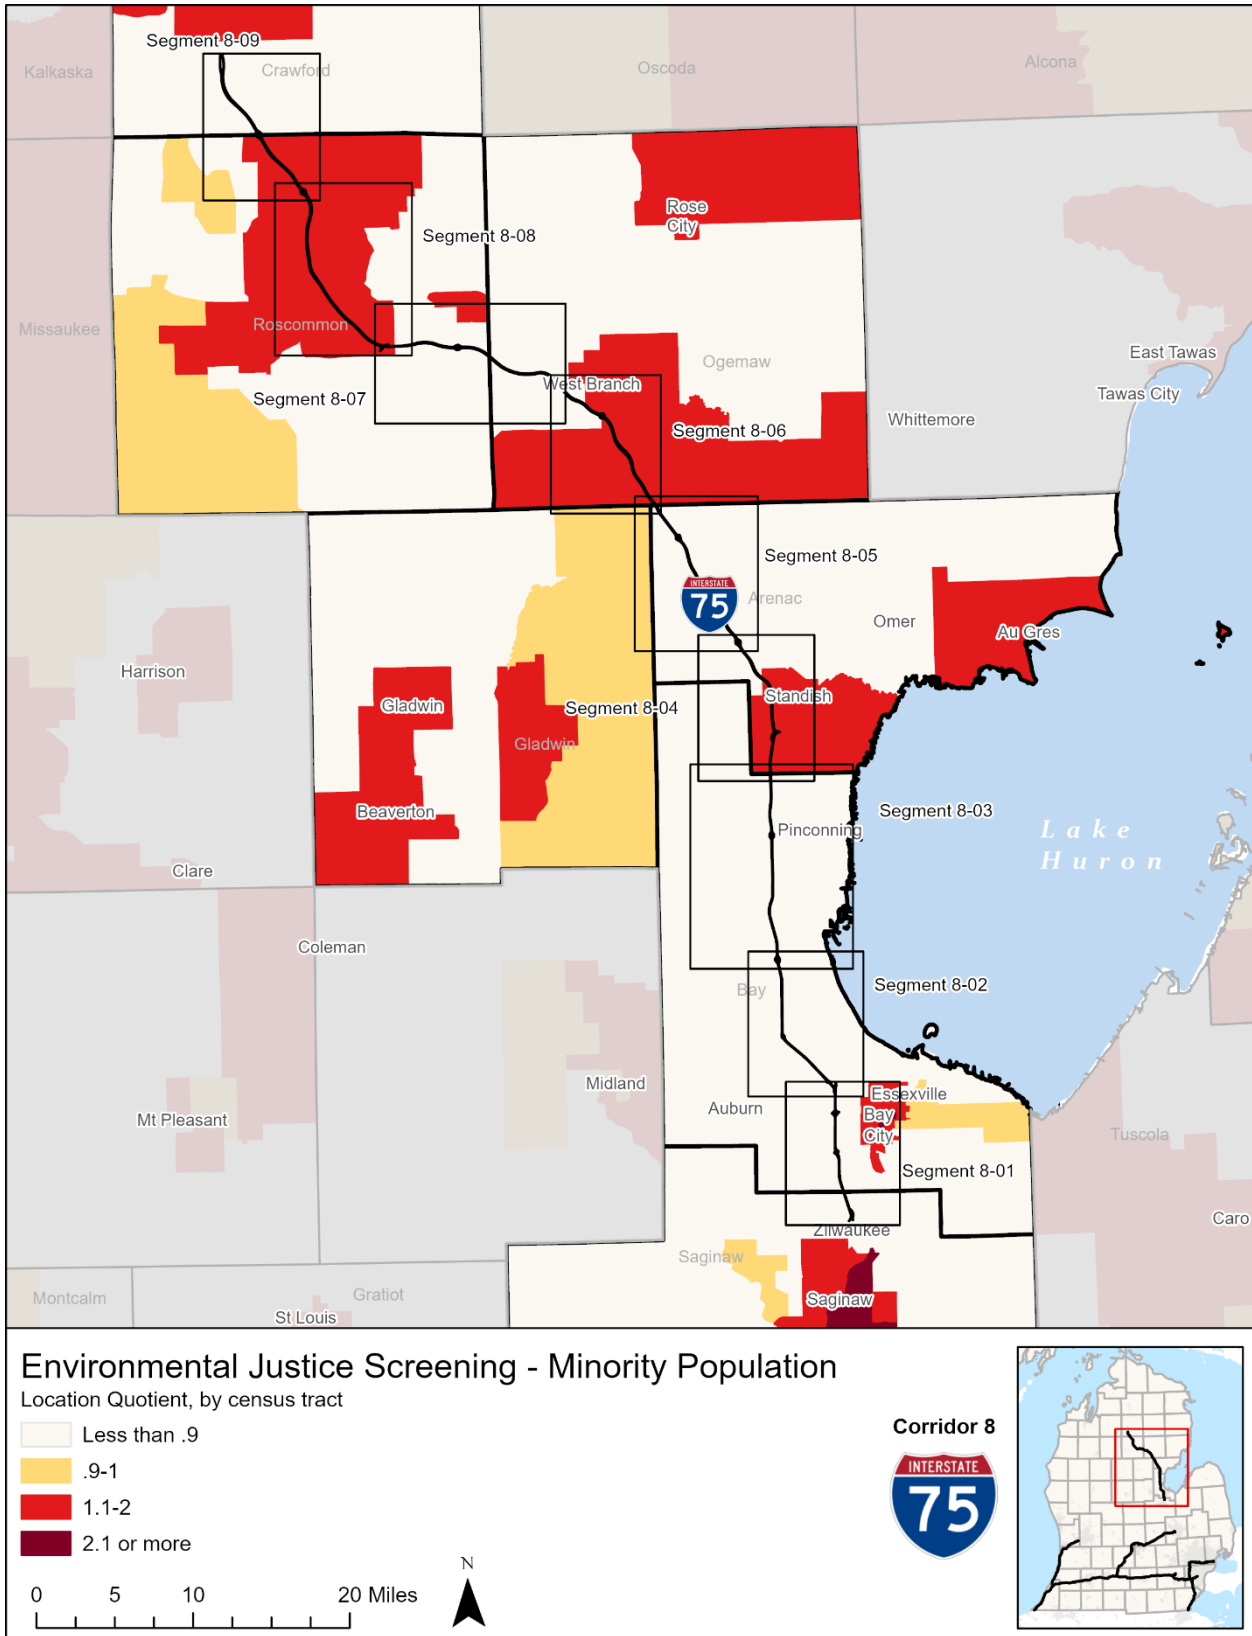 Segment 8-09
Kalkaska
Crawford
Oscoda
Alcona
Rose
City
Segment 8-08
Missaukee
Roscommon
East Tawas
Ogemaw
West Branch
Tawas City
Segment 8-07
Whittemore
Segment 8-06
Segment 8-05
INTERSTATE
75
Arenac
Omer
Au Gres
Harrison
Standish
Gladwin
Segment 8-04
Gladwin
Beaverton
Segment 8-03
Pinconning
Lake
Huron
Clare
Coleman
Segment 8-02
Bay
Midland
Essexville
Auburn
Bay
City
Mt Pleasant
Tuscola
Segment 8-01
Caro
Zilwaukee
Saginaw
Montcalm
Gratiot
Saginaw
St Louis
Environmental Justice Screening - Minority Population
Location Quotient, by census tract
Less than .9
.9-1
1.1-2
2.1 or more
0 5 10 20 Miles
N
Corridor 8
INTERSTATE
75